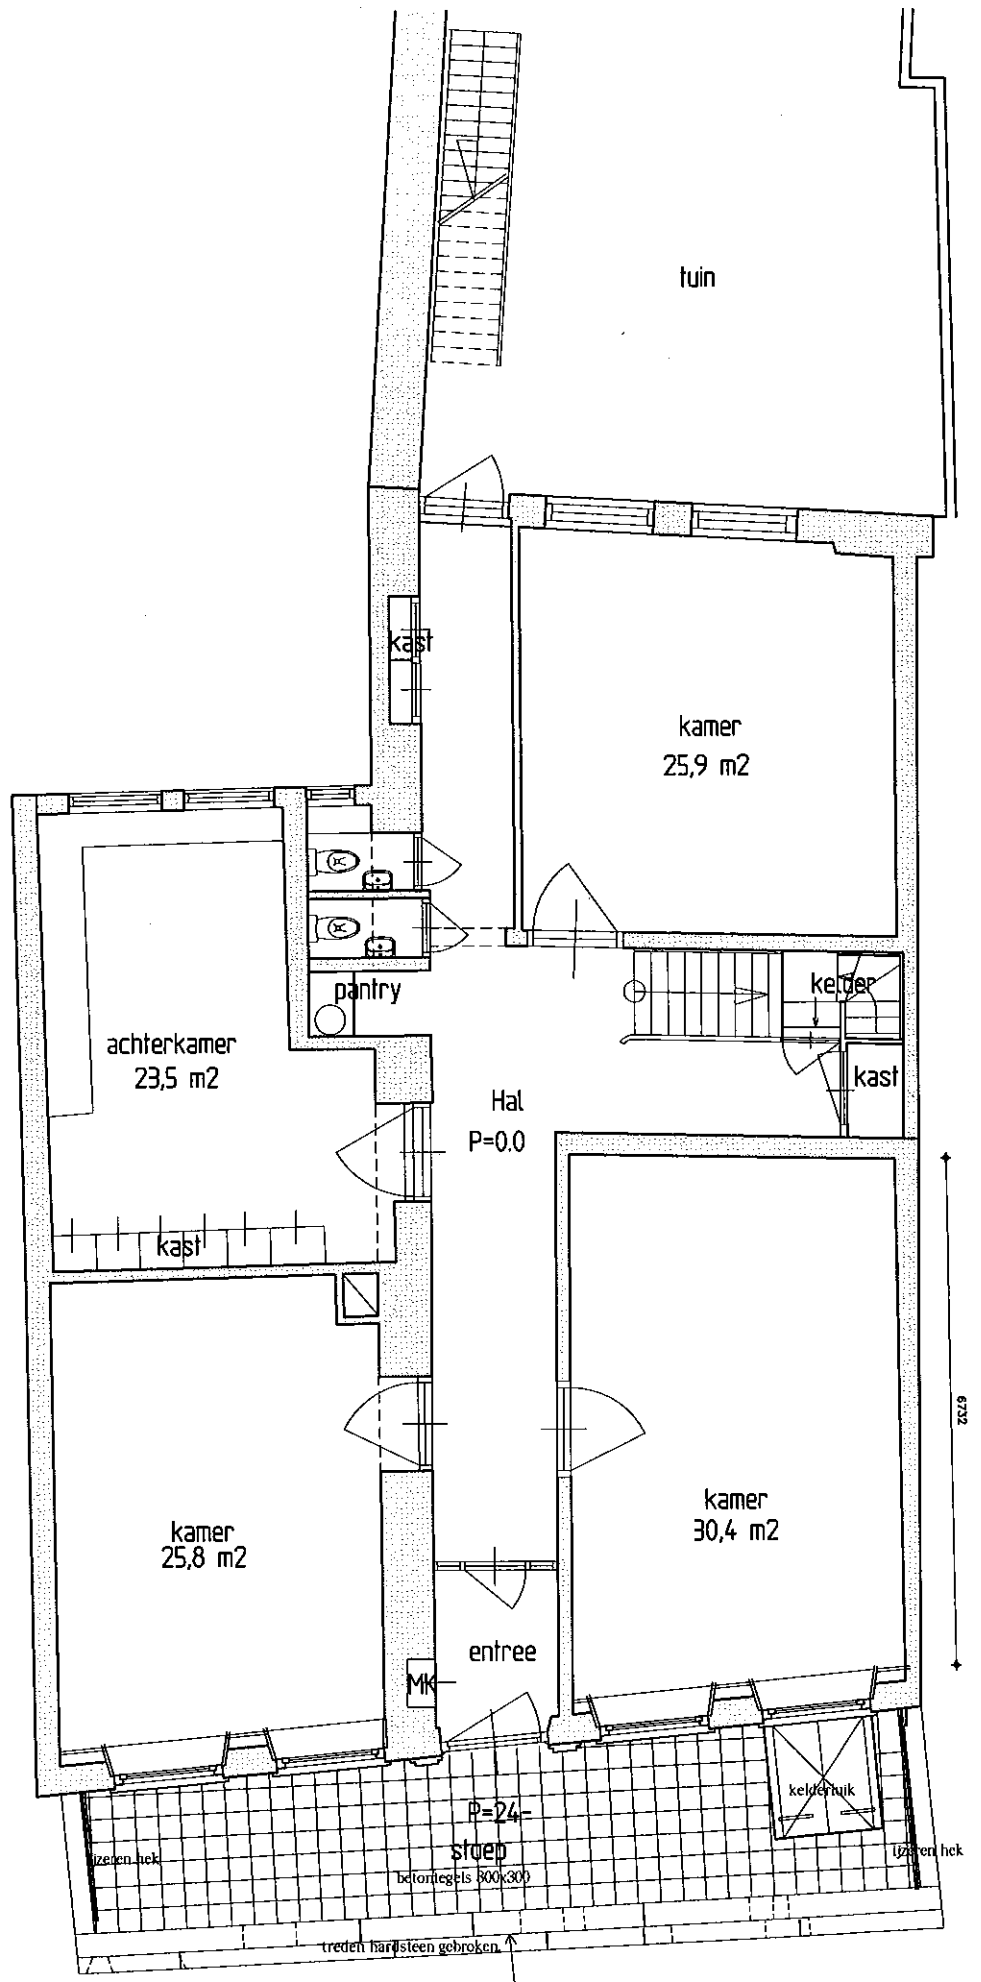 tuin
kast
kamer
25,9 m2
pantry
kelder
achterkamer
23,5 m2
kast
Hal
P=0.0
kast
6732
kamer
30,4 m2
kamer
25,8 m2
entree
MK
kelderluik
P=24-
stoep
ijzeren hek
ijzeren hek
betontegels 300x300
treden hardsteen gebroken